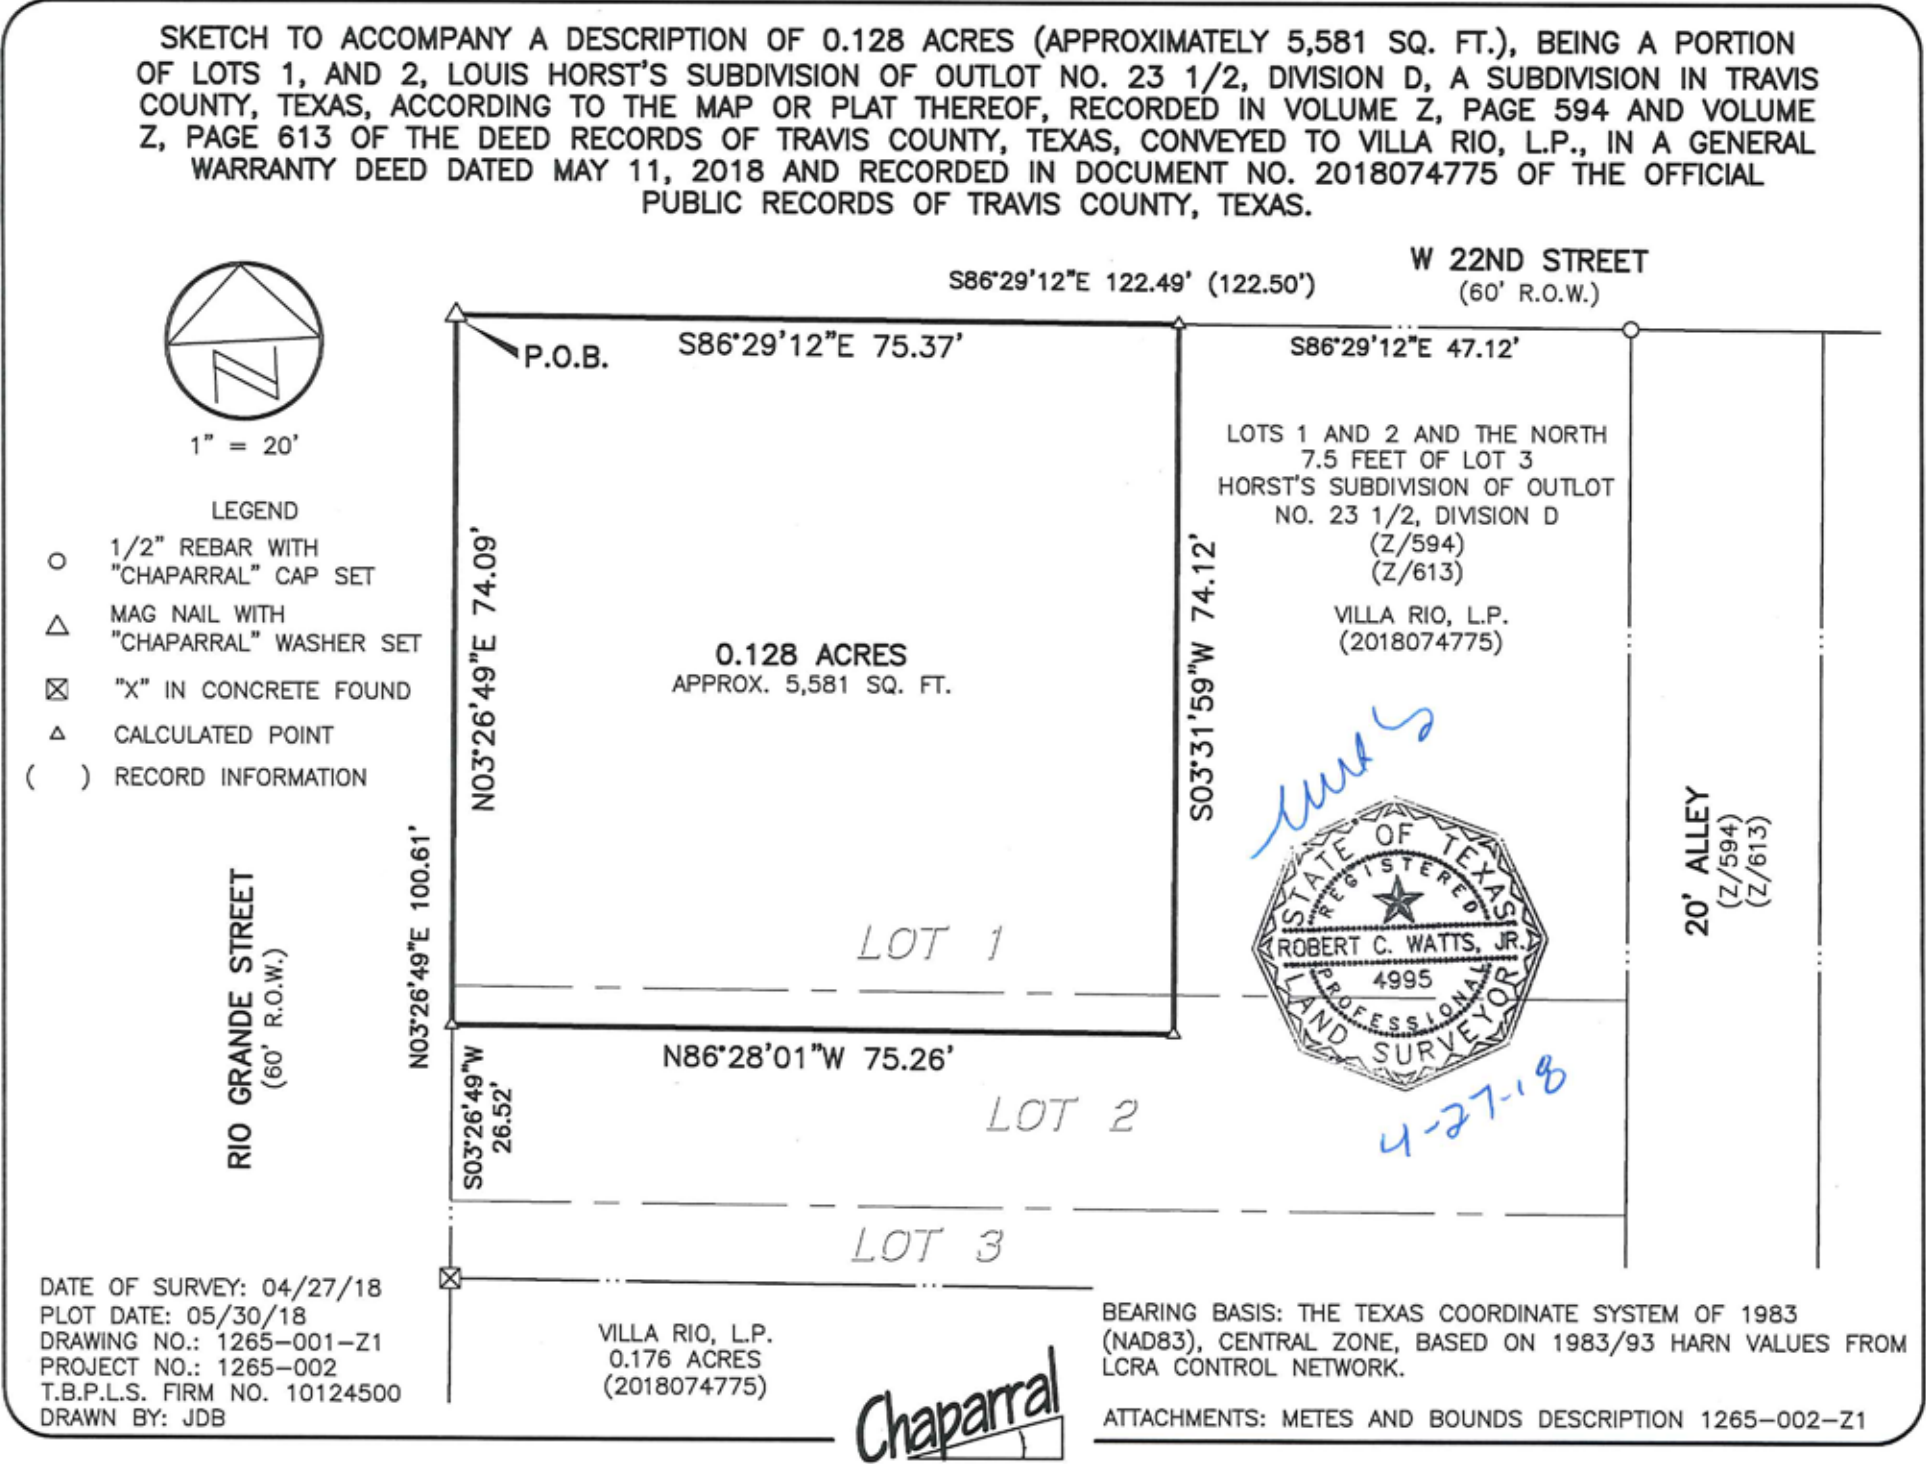 SKETCH TO ACCOMPANY A DESCRIPTION OF 0.128 ACRES (APPROXIMATELY 5,581 SQ. FT.), BEING A PORTION
OF LOTS 1, AND 2, LOUIS HORST'S SUBDIVISION OF OUTLOT NO. 23 1/2, DIVISION D, A SUBDIVISION IN TRAVIS
COUNTY, TEXAS, ACCORDING TO THE MAP OR PLAT THEREOF, RECORDED IN VOLUME Z, PAGE 594 AND VOLUME
Z, PAGE 613 OF THE DEED RECORDS OF TRAVIS COUNTY, TEXAS, CONVEYED TO VILLA RIO, L.P., IN A GENERAL
WARRANTY DEED DATED MAY 11, 2018 AND RECORDED IN DOCUMENT NO. 2018074775 OF THE OFFICIAL
PUBLIC RECORDS OF TRAVIS COUNTY, TEXAS.
W 22ND STREET
(60' R.O.W.)
S86°29'12"E 122.49' (122.50')
S86°29'12"E 75.37'
S86°29'12"E 47.12'
P.O.B.
N
1" = 20'
LEGEND
1/2" REBAR WITH
"CHAPARRAL" CAP SET
MAG NAIL WITH
"CHAPARRAL" WASHER SET
"X" IN CONCRETE FOUND
CALCULATED POINT
( ) RECORD INFORMATION
LOTS 1 AND 2 AND THE NORTH
7.5 FEET OF LOT 3
HORST'S SUBDIVISION OF OUTLOT
NO. 23 1/2, DIVISION D
(Z/594)
(Z/613)
VILLA RIO, L.P.
(2018074775)
N03°26'49"E 74.09'
S03°31'59"W 74.12'
0.128 ACRES
APPROX. 5,581 SQ. FT.
N03°26'49"E 100.61'
RIO GRANDE STREET
(60' R.O.W.)
20' ALLEY
(Z/594)
(Z/613)
STATE OF TEXAS
REGISTERED
ROBERT C. WATTS, JR.
4995
PROFESSIONAL
LAND SURVEYOR
4-27-18
LOT 1
N86°28'01"W 75.26'
S03°26'49"W
26.52'
LOT 2
LOT 3
DATE OF SURVEY: 04/27/18
PLOT DATE: 05/30/18
DRAWING NO.: 1265-001-Z1
PROJECT NO.: 1265-002
T.B.P.L.S. FIRM NO. 10124500
DRAWN BY: JDB
VILLA RIO, L.P.
0.176 ACRES
(2018074775)
Chaparral
BEARING BASIS: THE TEXAS COORDINATE SYSTEM OF 1983
(NAD83), CENTRAL ZONE, BASED ON 1983/93 HARN VALUES FROM
LCRA CONTROL NETWORK.
ATTACHMENTS: METES AND BOUNDS DESCRIPTION 1265-002-Z1